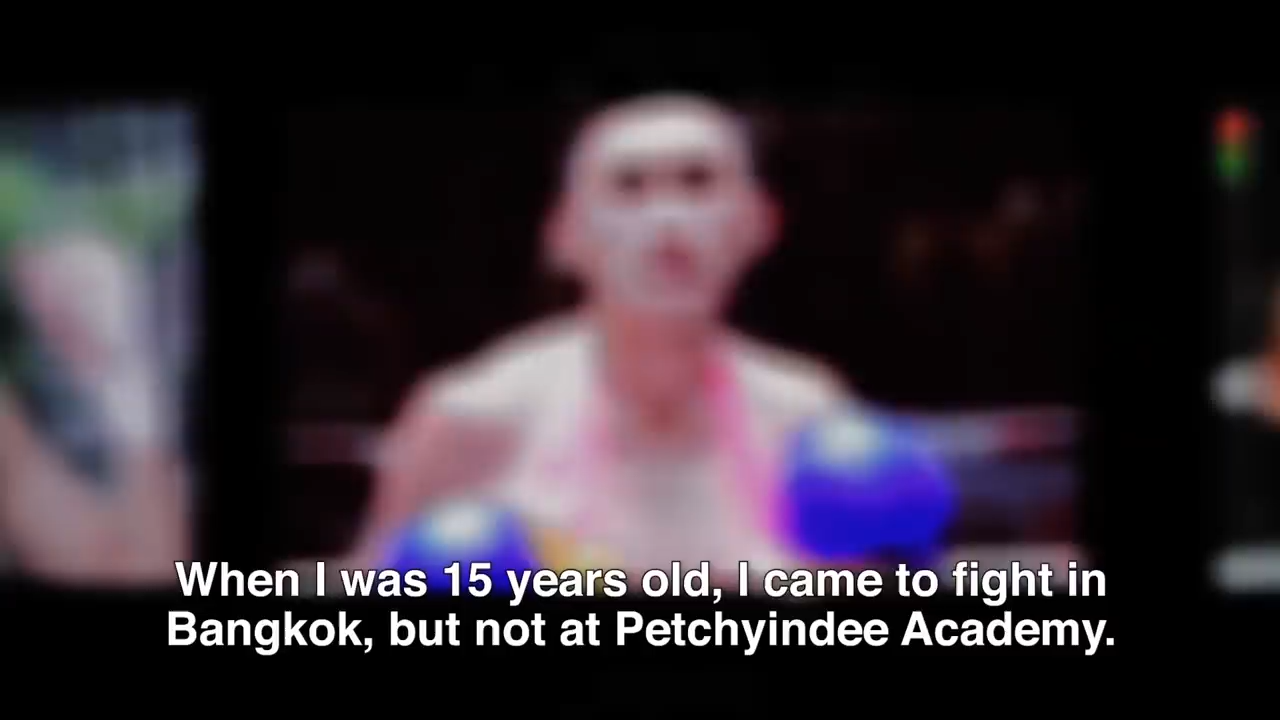 When I was 15 years old, I came to fight in
Bangkok, but not at Petchyindee Academy.